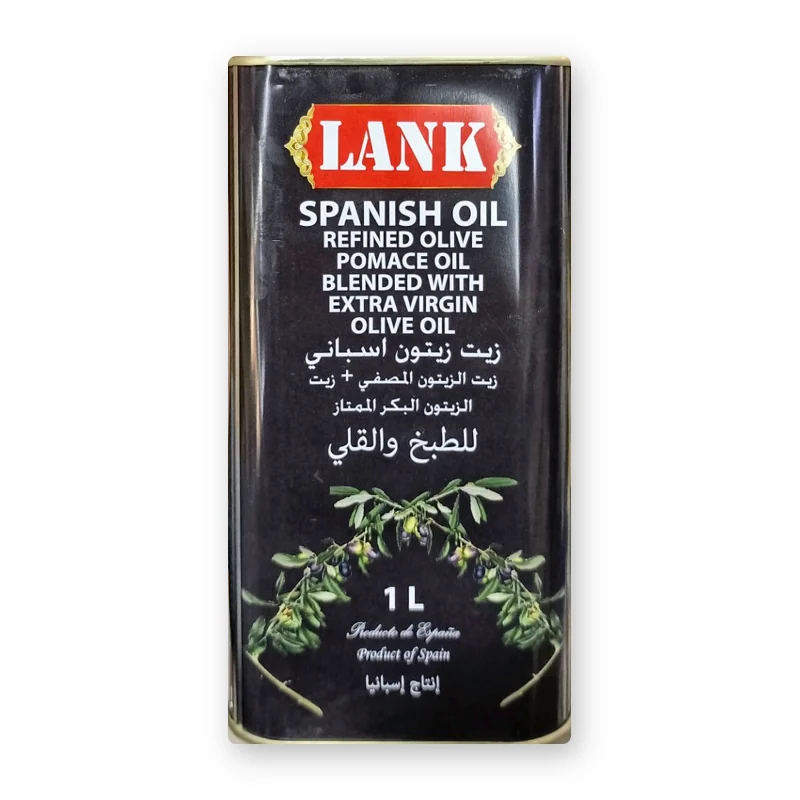 LANK
SPANISH OIL
REFINED OLIVE
POMACE OIL
BLENDED WITH
EXTRA VIRGIN
OLIVE OIL
زيت زيتون اسباني
زيت الزيتون المصفي + زيت
الزيتون البكر الممتاز
للطبخ والقلي
1 L
Producto de España
Product of Spain
إنتاج إسبانيا